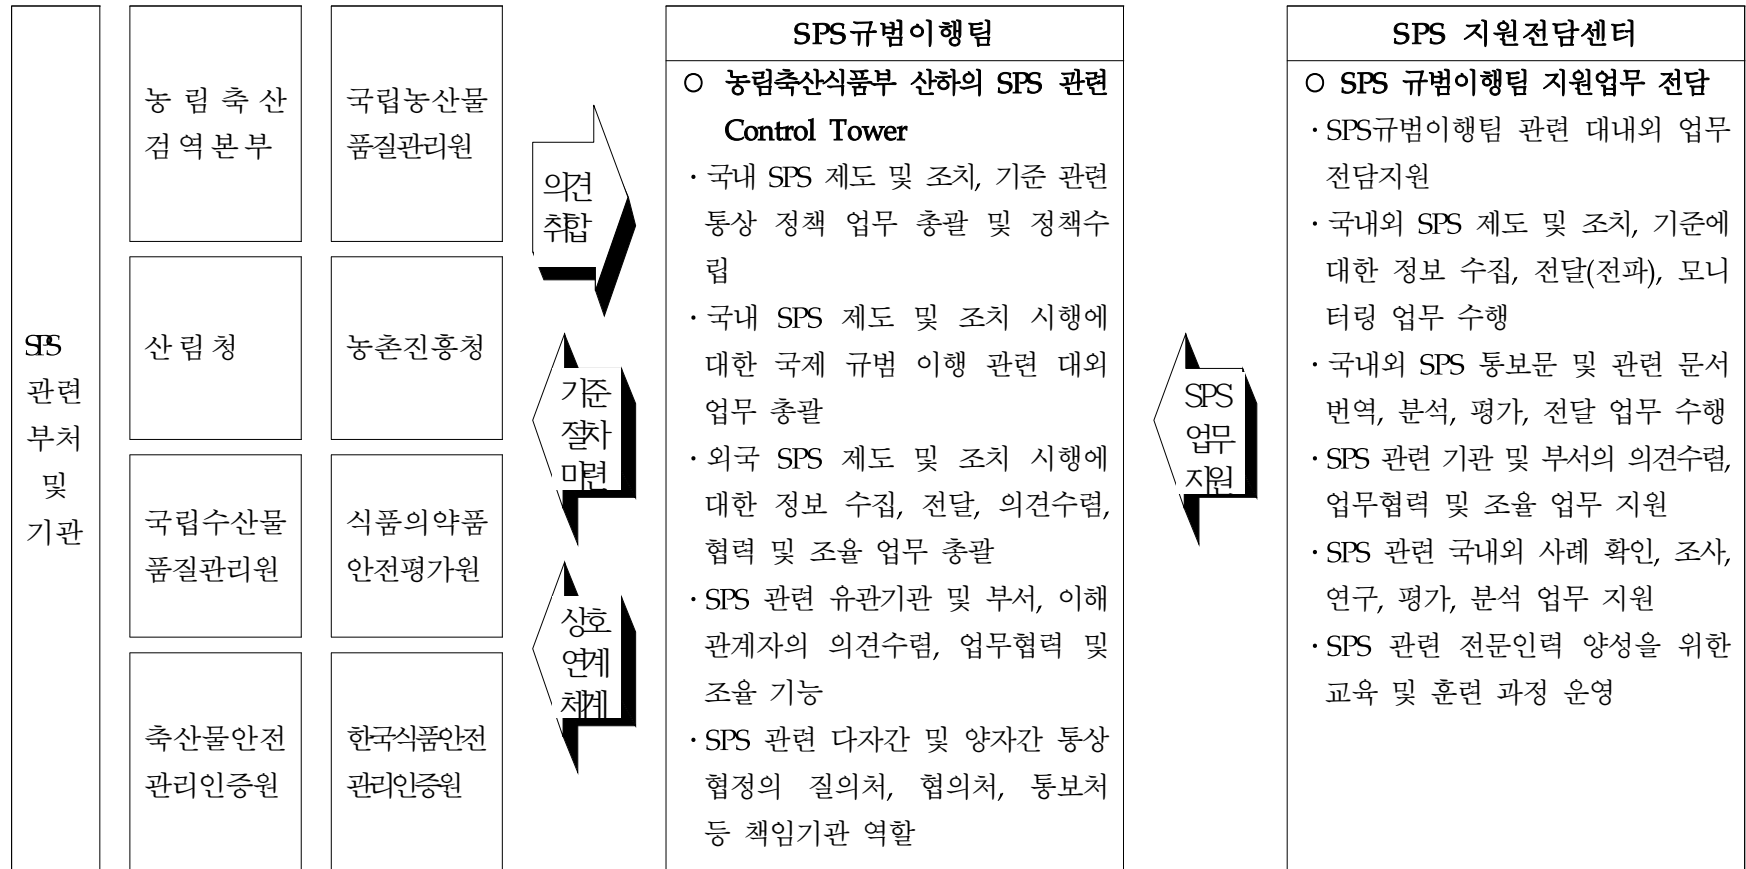 SPS
관련
부처
및
기관
농림축산
검역본부
국립농산물
품질관리원
산림청
농촌진흥청
국립수산물
품질관리원
식품의약품
안전평가원
축산물안전
관리인증원
한국식품안전
관리인증원
의견
취합
기준
절차
마련
상호
연계
체계
SPS규범이행팀
○ 농림축산식품부 산하의 SPS 관련
Control Tower
·국내 SPS 제도 및 조치, 기준 관련
통상 정책 업무 총괄 및 정책수
립
·국내 SPS 제도 및 조치 시행에
대한 국제 규범 이행 관련 대외
업무 총괄
·외국 SPS 제도 및 조치 시행에
대한 정보 수집, 전달, 의견수렴,
협력 및 조율 업무 총괄
·SPS 관련 유관기관 및 부서, 이해
관계자의 의견수렴, 업무협력 및
조율 기능
·SPS 관련 다자간 및 양자간 통상
협정의 질의처, 협의처, 통보처
등 책임기관 역할
SPS
업무
지원
SPS 지원전담센터
○ SPS 규범이행팀 지원업무 전담
·SPS규범이행팀 관련 대내외 업무
전담지원
·국내외 SPS 제도 및 조치, 기준에
대한 정보 수집, 전달(전파), 모니
터링 업무 수행
·국내외 SPS 통보문 및 관련 문서
번역, 분석, 평가, 전달 업무 수행
·SPS 관련 기관 및 부서의 의견수렴,
업무협력 및 조율 업무 지원
·SPS 관련 국내외 사례 확인, 조사,
연구, 평가, 분석 업무 지원
·SPS 관련 전문인력 양성을 위한
교육 및 훈련 과정 운영